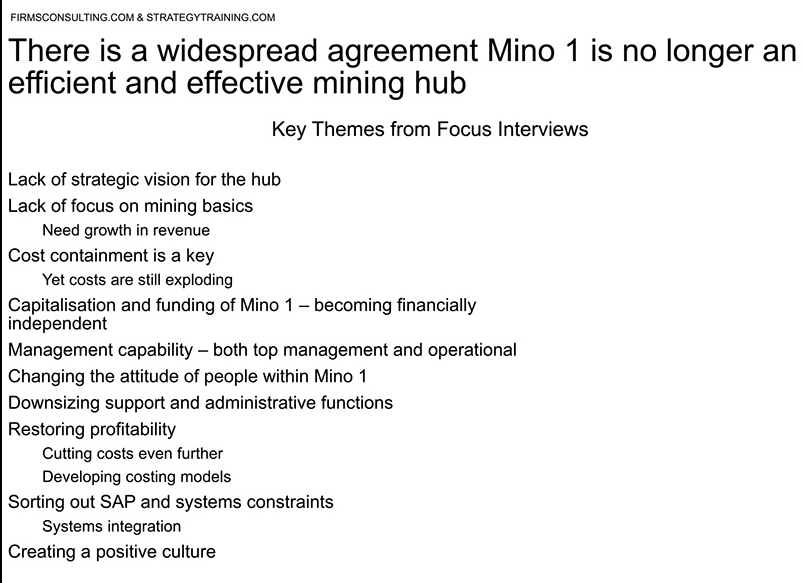 FIRMSCONSULTING.COM & STRATEGYTRAINING.COM
There is a widespread agreement Mino 1 is no longer an
efficient and effective mining hub
Key Themes from Focus Interviews
Lack of strategic vision for the hub
Lack of focus on mining basics
Need growth in revenue
Cost containment is a key
Yet costs are still exploding
Capitalisation and funding of Mino 1 – becoming financially
independent
Management capability – both top management and operational
Changing the attitude of people within Mino 1
Downsizing support and administrative functions
Restoring profitability
Cutting costs even further
Developing costing models
Sorting out SAP and systems constraints
Systems integration
Creating a positive culture